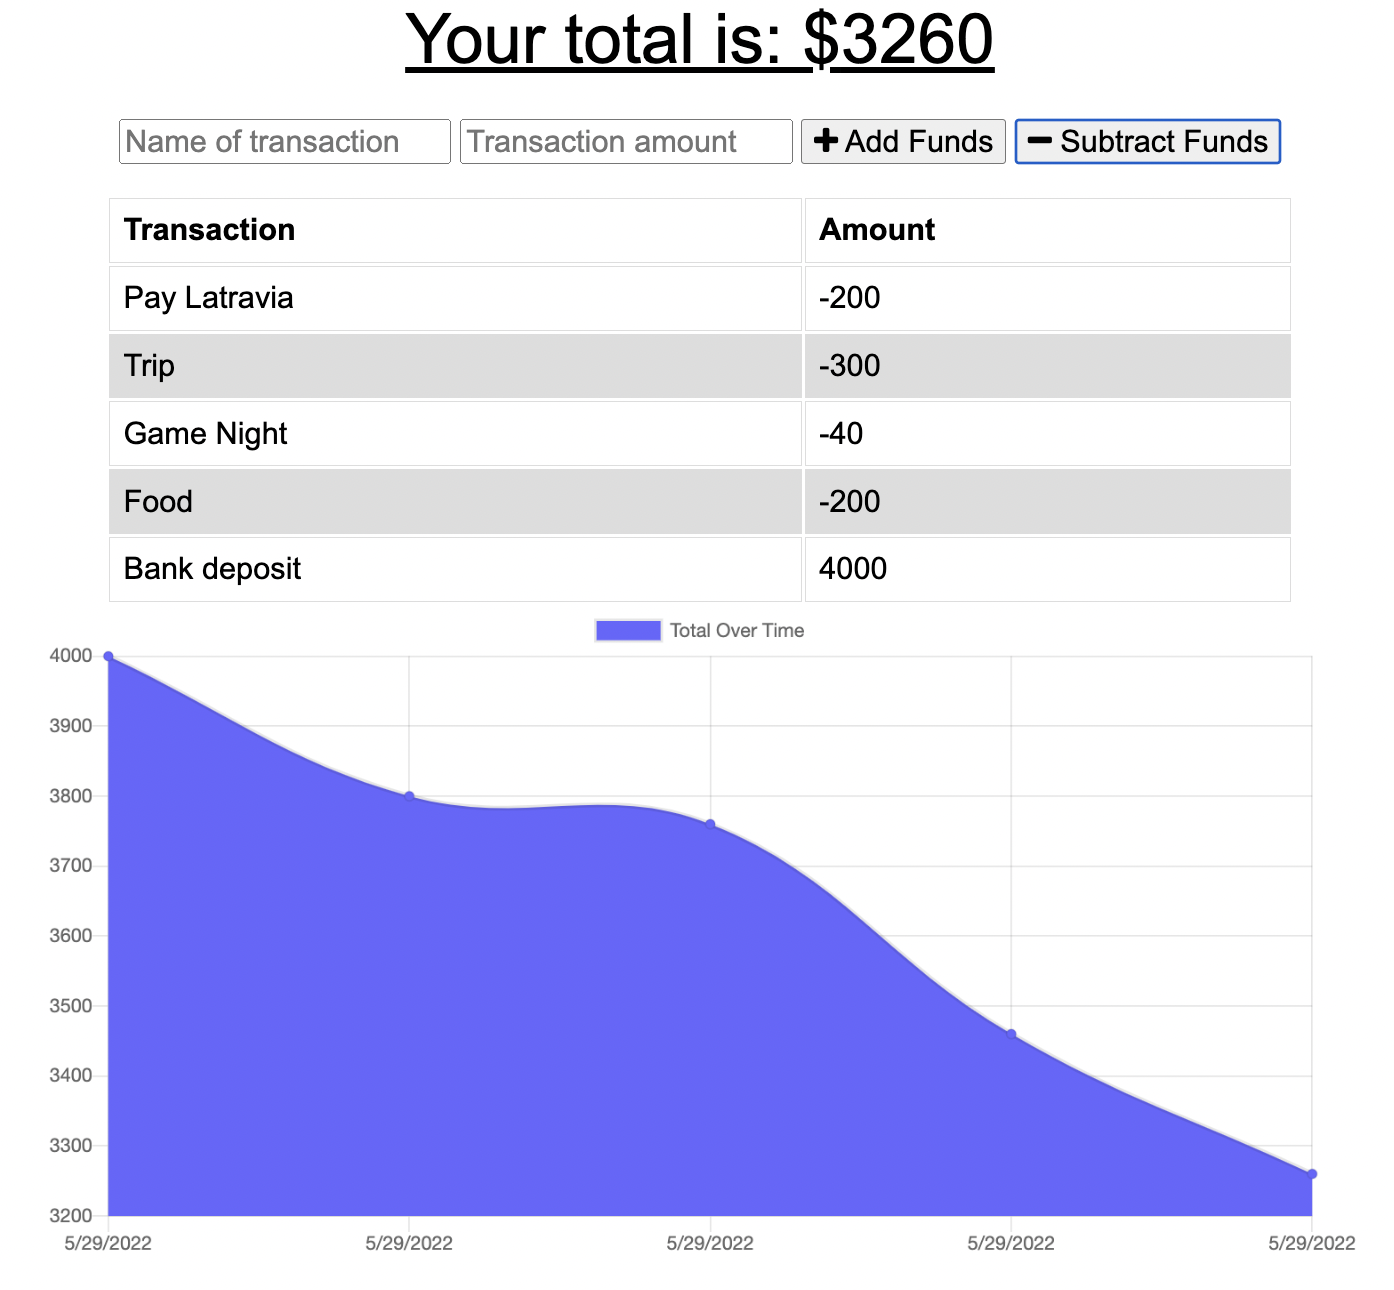 Your total is: $3260
Name of transaction Transaction amount + Add Funds − Subtract Funds
Transaction Amount
Pay Latravia -200
Trip -300
Game Night -40
Food -200
Bank deposit 4000
Total Over Time
4000
3900
3800
3700
3600
3500
3400
3300
3200
5/29/2022 5/29/2022 5/29/2022 5/29/2022 5/29/2022